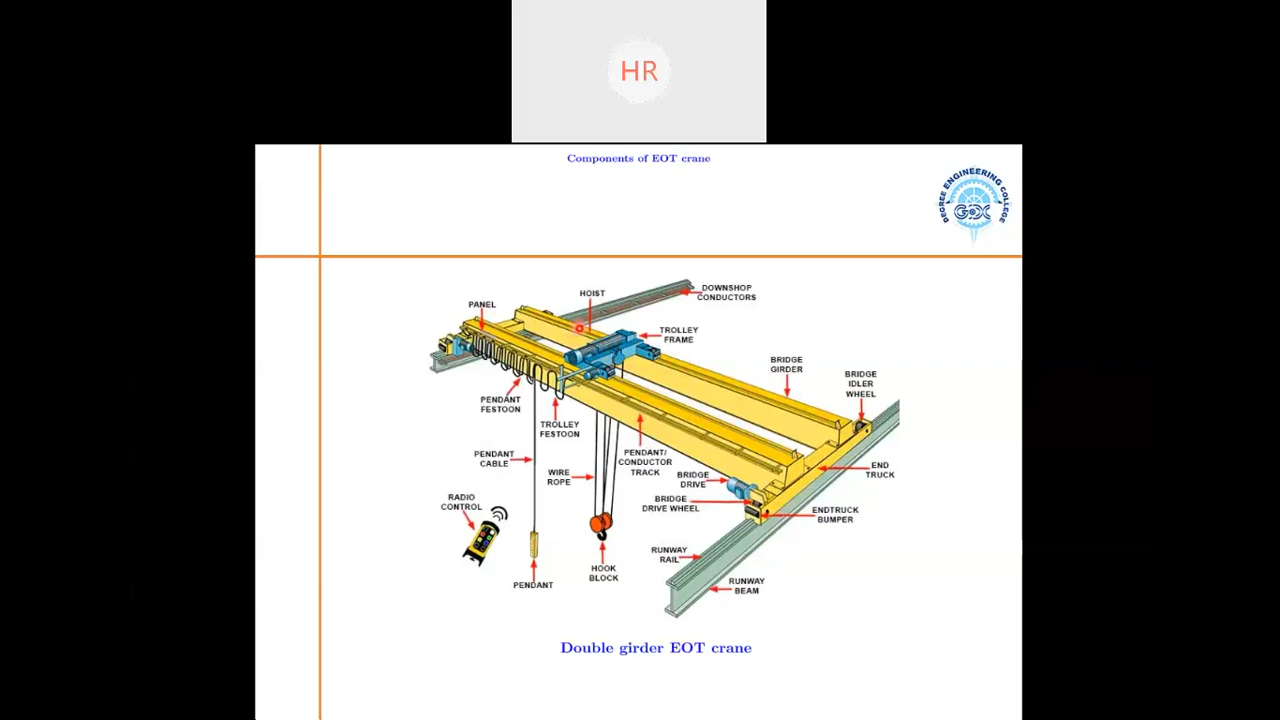 HR
Components of EOT crane
DEGREE ENGINEERING COLLEGE
HOIST
DOWNSHOP
CONDUCTORS
PANEL
TROLLEY
FRAME
BRIDGE
GIRDER
BRIDGE
IDLER
WHEEL
PENDANT
FESTOON
TROLLEY
FESTOON
PENDANT
CABLE
WIRE
ROPE
PENDANT/
CONDUCTOR
TRACK
BRIDGE
DRIVE
END
TRUCK
RADIO
CONTROL
BRIDGE
DRIVE WHEEL
ENDTRUCK
BUMPER
RUNWAY
RAIL
HOOK
BLOCK
PENDANT
RUNWAY
BEAM
Double girder EOT crane